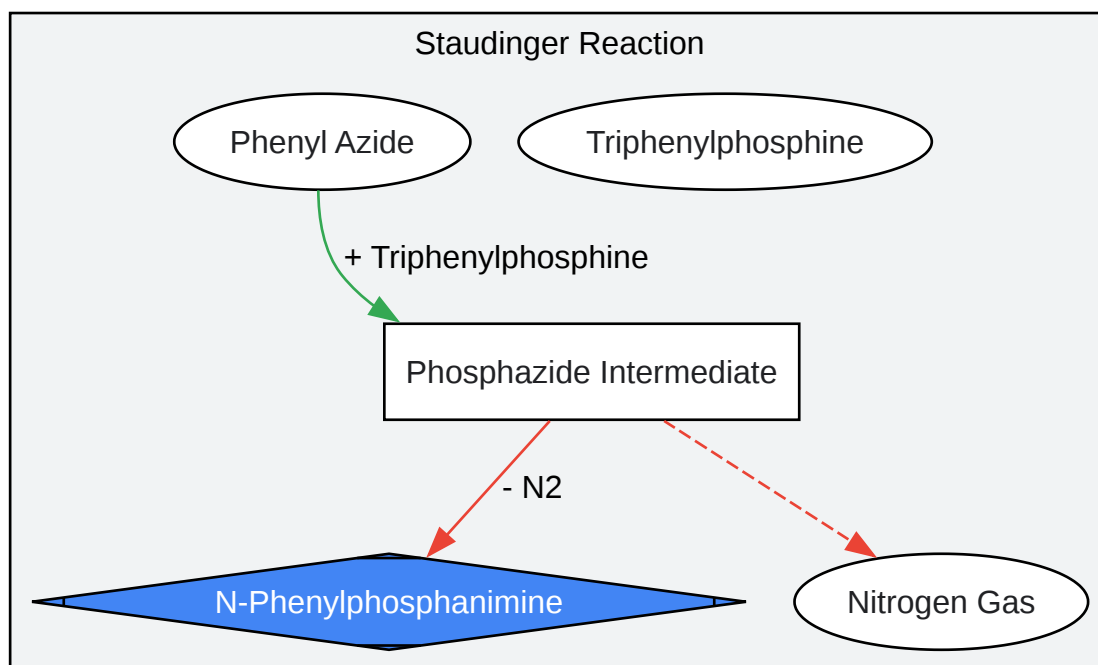 Staudinger Reaction
Phenyl Azide
Triphenylphosphine
+ Triphenylphosphine
Phosphazide Intermediate
- N2
N-Phenylphosphanimine
Nitrogen Gas